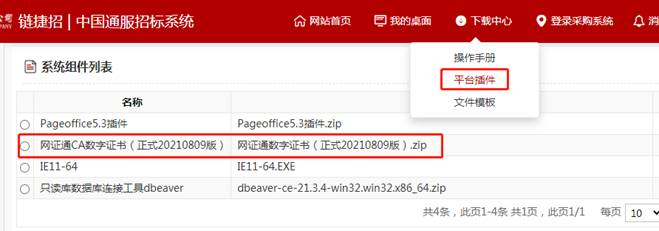 链捷招 | 中国通服招标系统
网站首页 我的桌面 下载中心 登录采购系统
操作手册
平台插件
文件模板
系统组件列表
名称
Pageoffice5.3插件 Pageoffice5.3插件.zip
网证通CA数字证书（正式20210809版） 网证通数字证书（正式20210809版）.zip
IE11-64 IE11-64.EXE
只读库数据库连接工具dbeaver dbeaver-ce-21.3.4-win32.win32.x86_64.zip
共4条，此页1-4条 共1页，此页1/1 每页 10